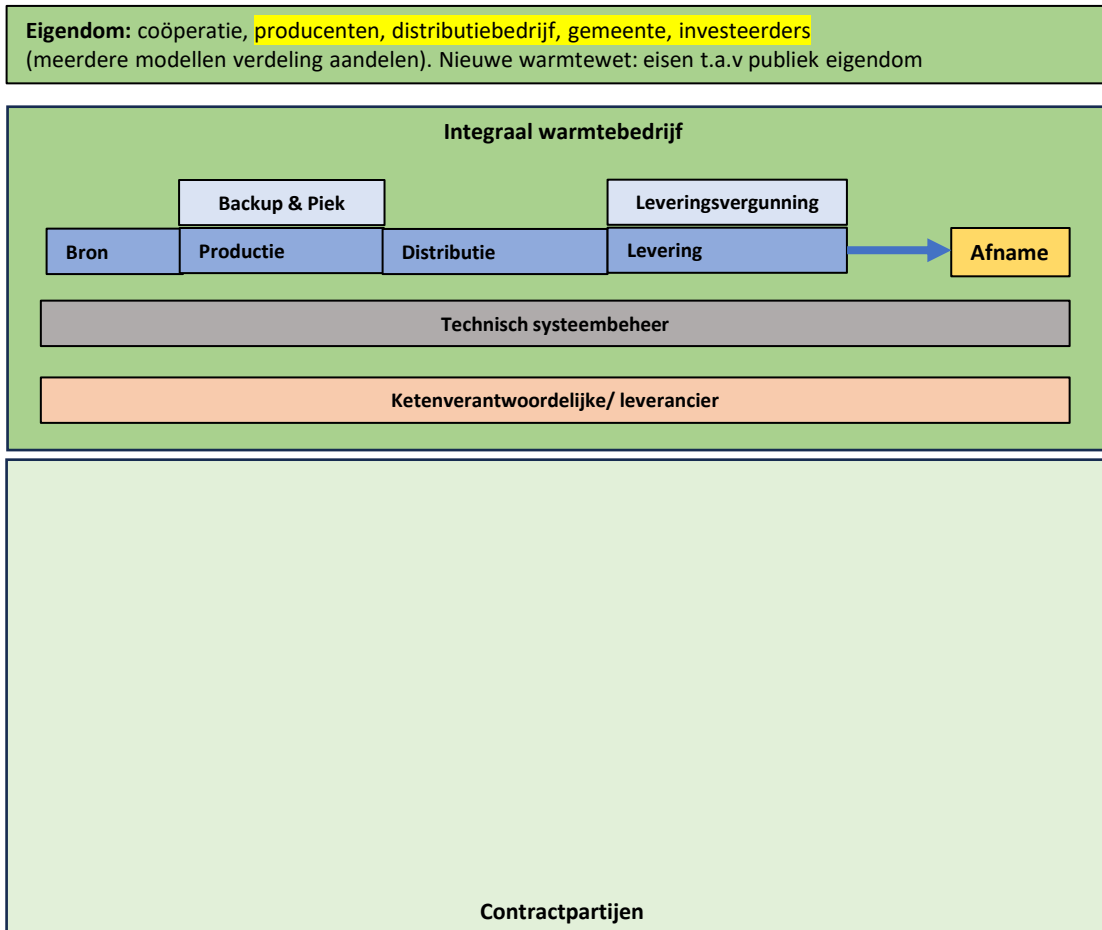 Eigendom: coöperatie, producenten, distributiebedrijf, gemeente, investeerders
(meerdere modellen verdeling aandelen). Nieuwe warmtewet: eisen t.a.v publiek eigendom
Integraal warmtebedrijf
Backup & Piek
Leveringsvergunning
Bron
Productie
Distributie
Levering
Afname
Technisch systeembeheer
Ketenverantwoordelijke/ leverancier
Contractpartijen